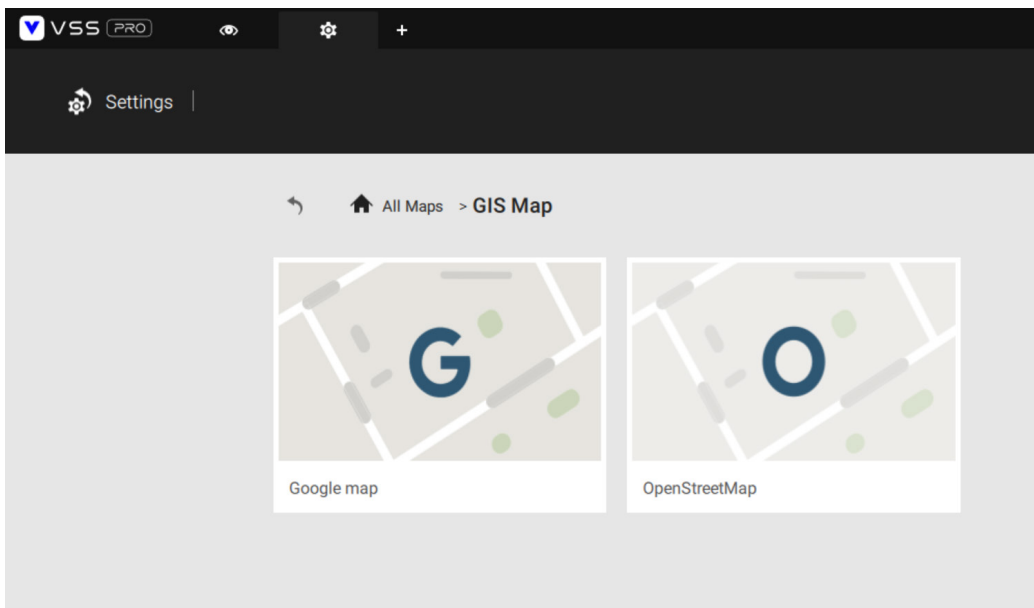 VSS PRO
+
Settings
All Maps > GIS Map
G
O
Google map
OpenStreetMap